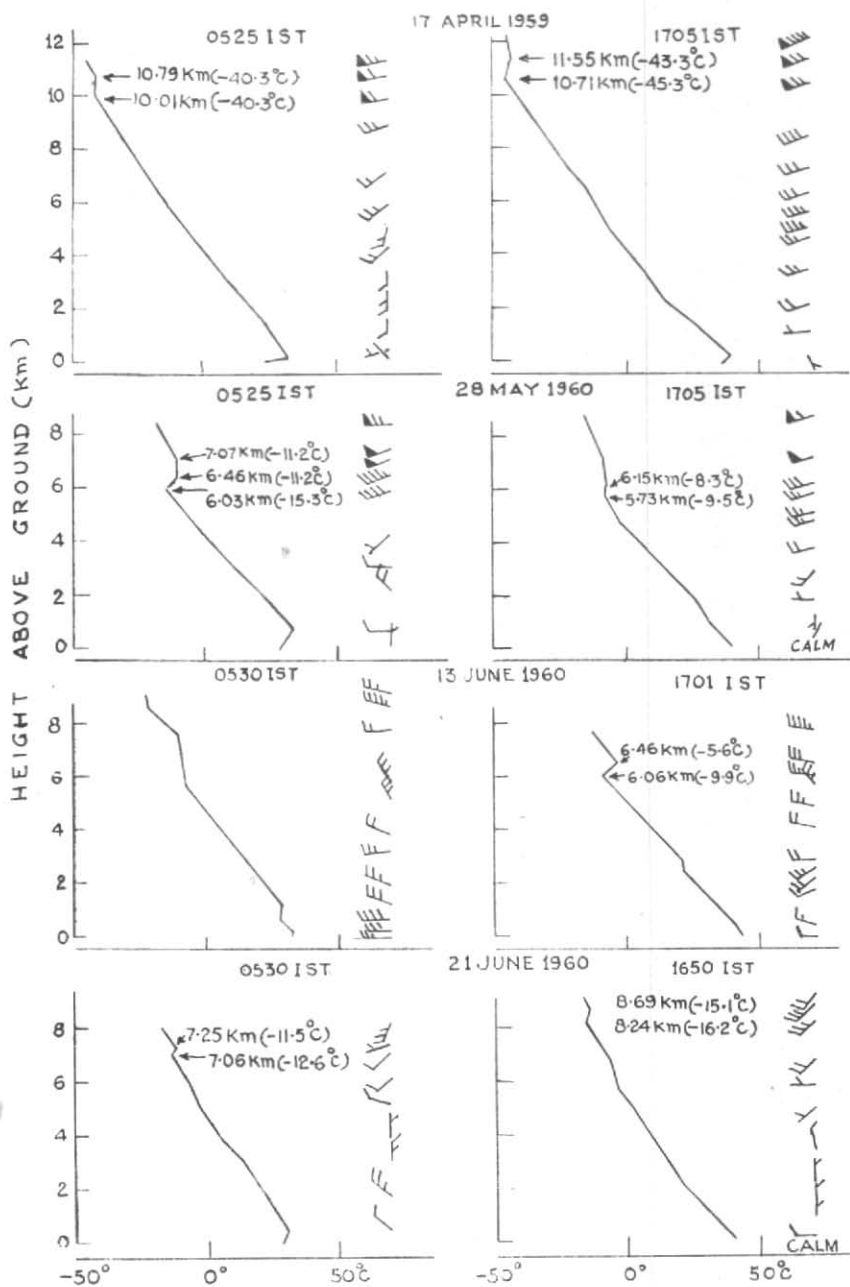 17 APRIL 1959
0525 IST
1705 IST
12
10
8
6
4
2
0
10.79 Km (-40.3°C)
10.01 Km (-40.3°C)
11.55 Km (-43.3°C)
10.71 Km (-45.3°C)
HEIGHT ABOVE GROUND (km)
0525 IST
28 MAY 1960
1705 IST
8
6
4
2
0
7.07 Km (-11.2°C)
6.46 Km (-11.2°C)
6.03 Km (-15.3°C)
6.15 Km (-8.3°C)
5.73 Km (-9.5°C)
CALM
0530 IST
13 JUNE 1960
1701 IST
8
6
4
2
0
6.46 Km (-5.6°C)
6.06 Km (-9.9°C)
0530 IST
21 JUNE 1960
1650 IST
8
6
4
2
0
7.25 Km (-11.5°C)
7.06 Km (-12.6°C)
8.69 Km (-15.1°C)
8.24 Km (-16.2°C)
CALM
-50° 0° 50°C -50° 0° 50°C